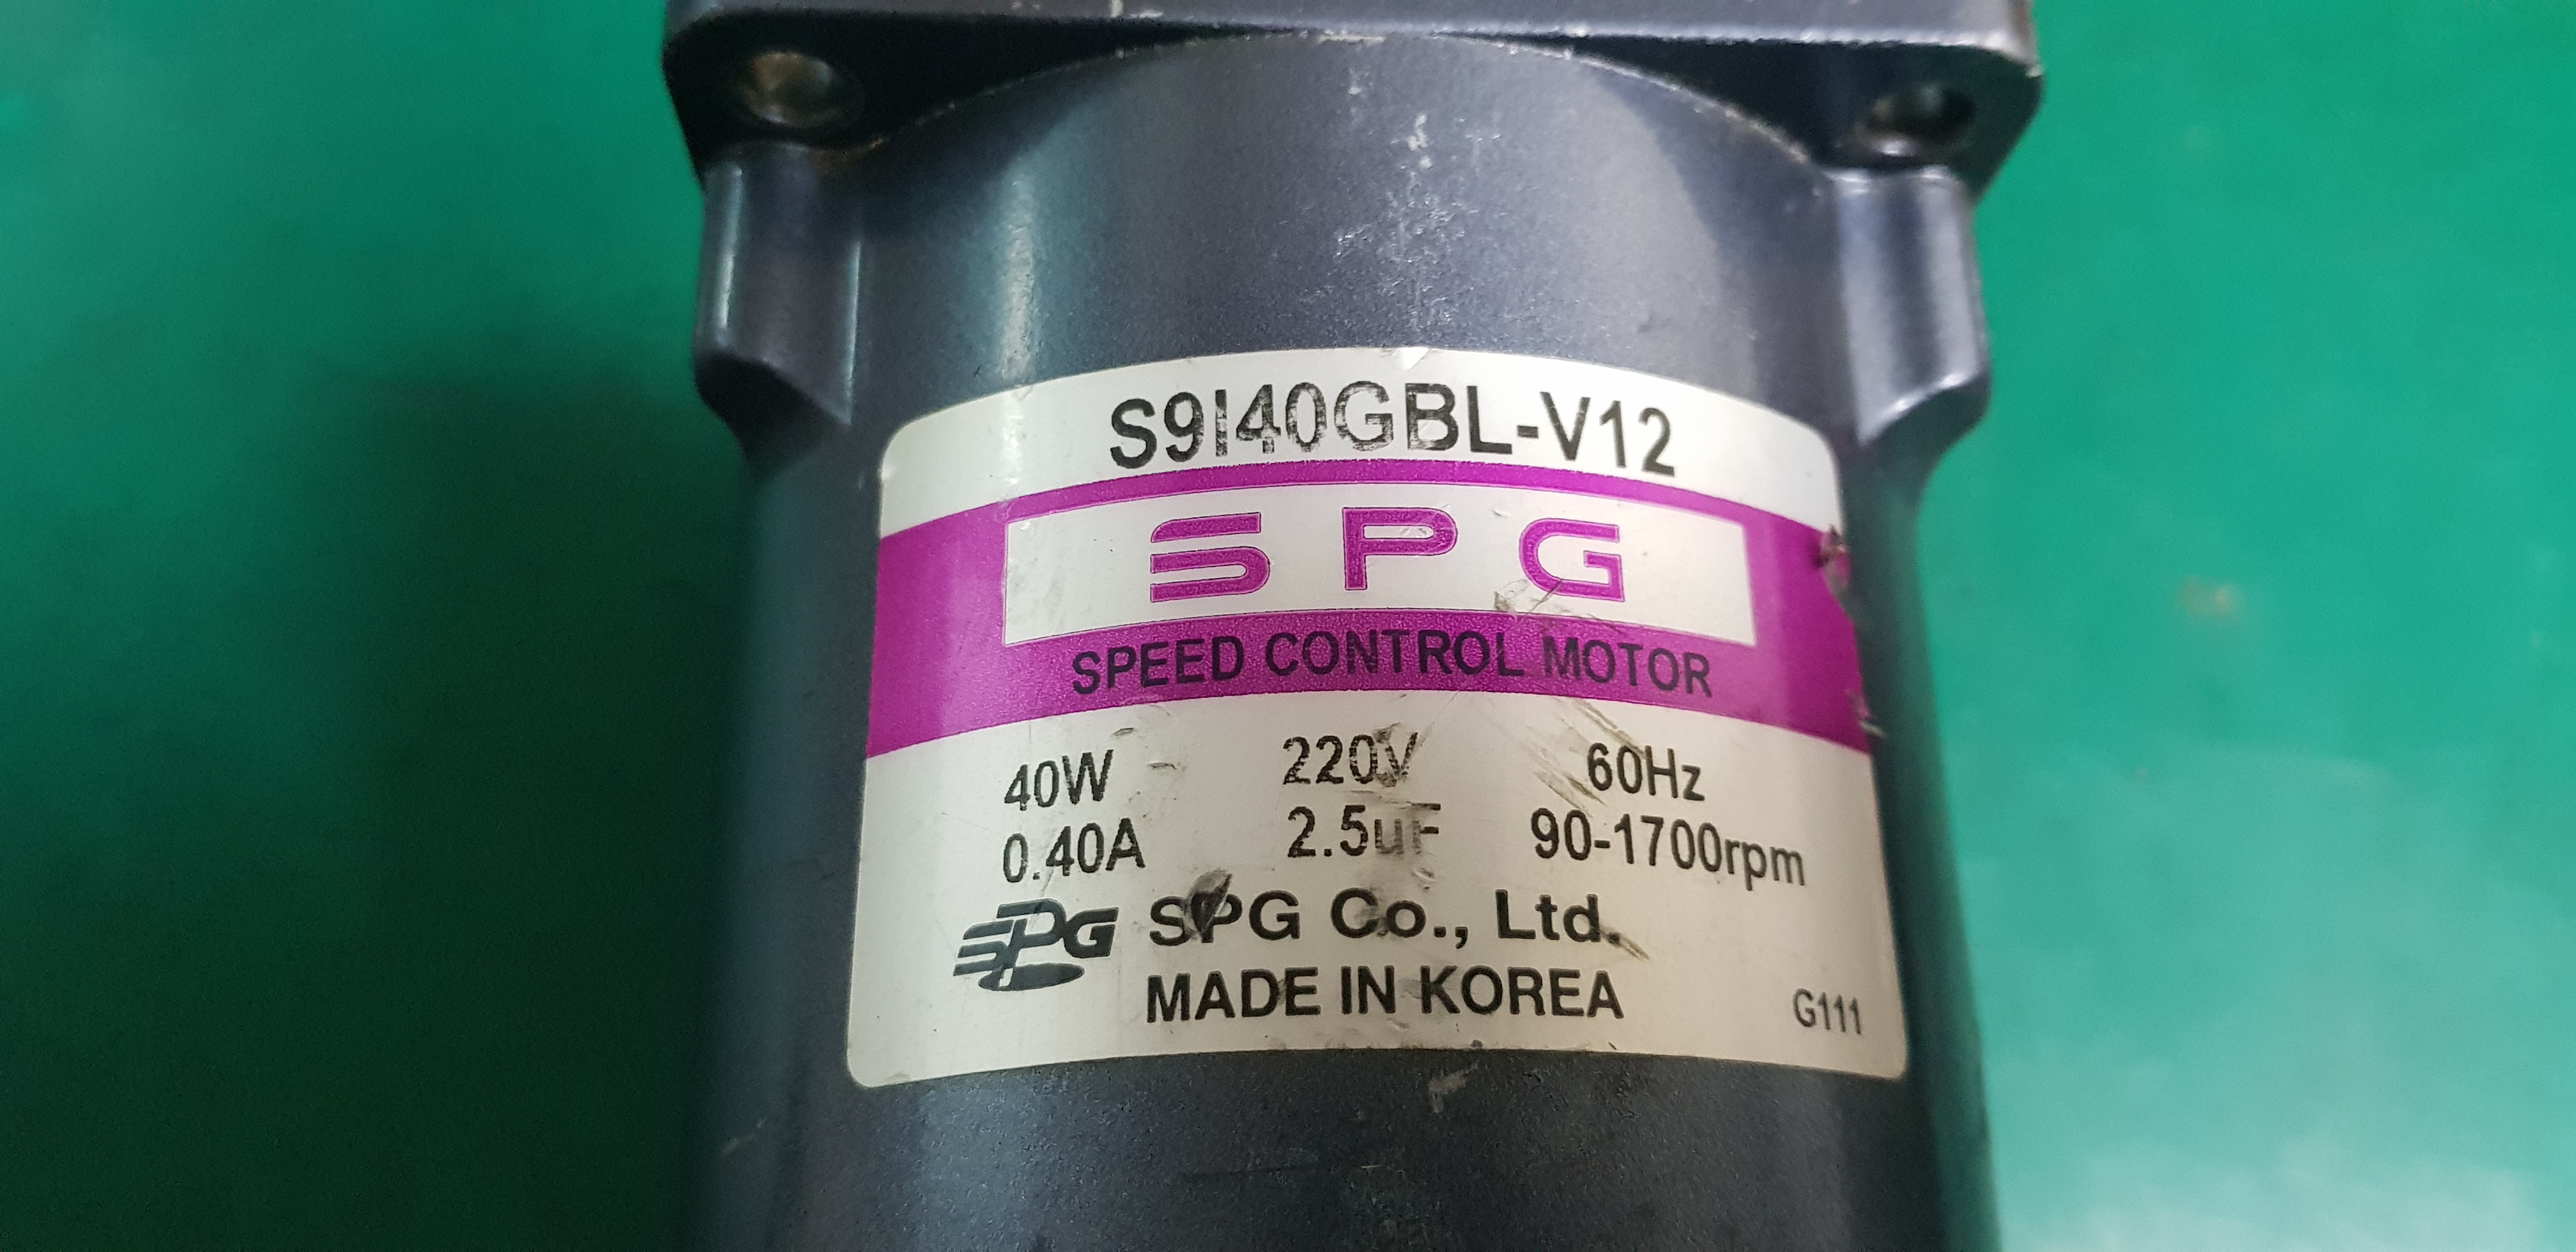 S9I40GBL-V12
SPG
SPEED CONTROL MOTOR
40W 220V 60Hz
0.40A 2.5uF 90-1700rpm
SPG SPG Co., Ltd.
MADE IN KOREA
G111